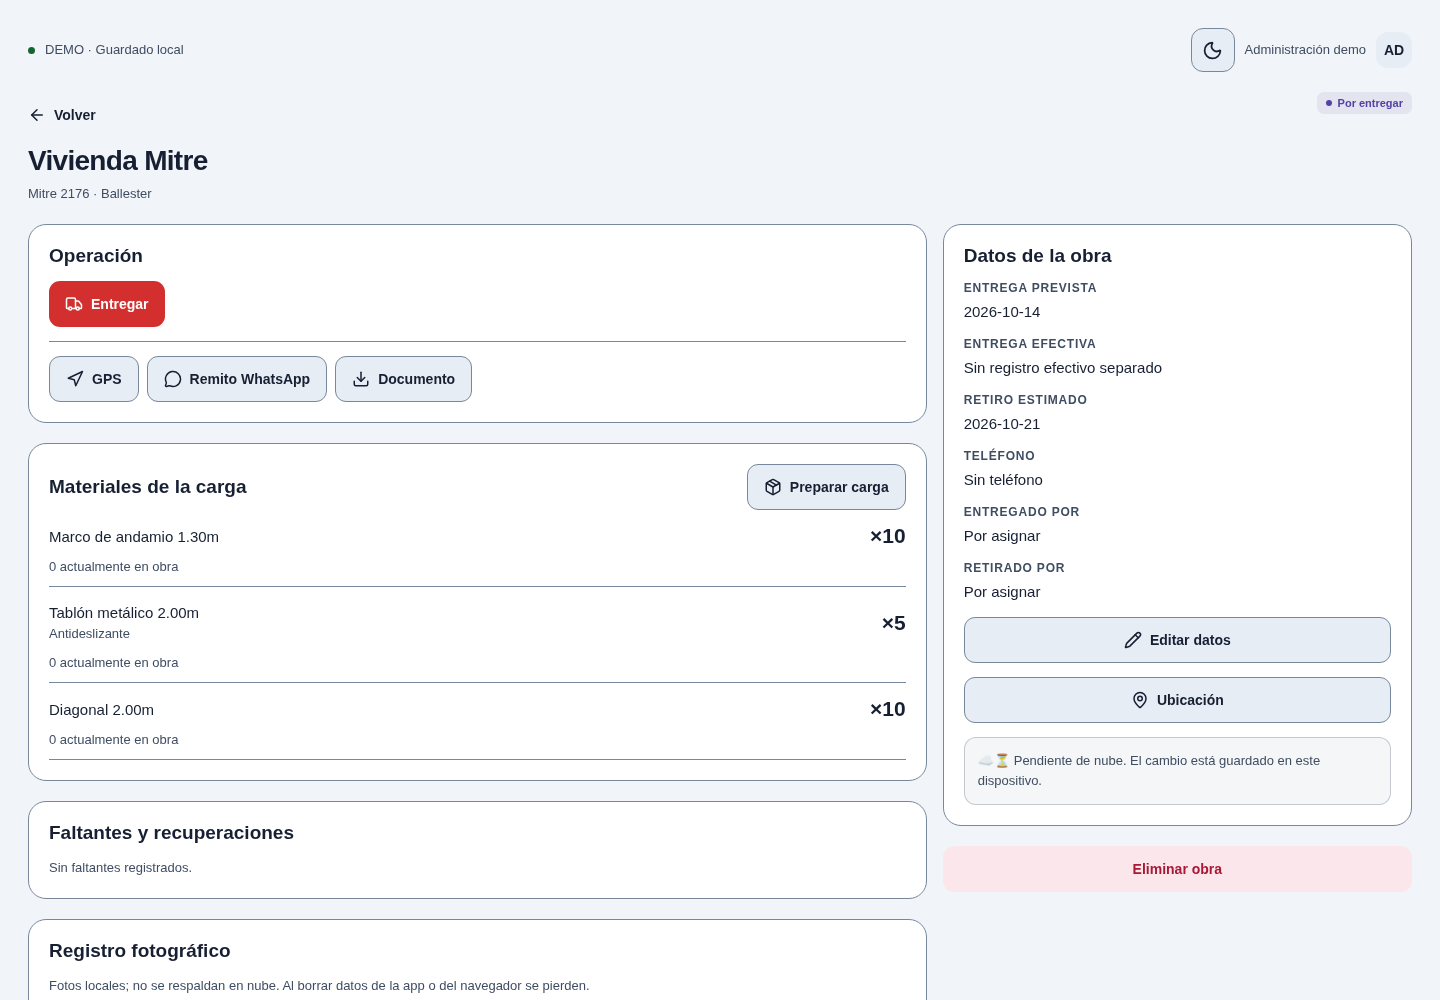 DEMO · Guardado local
Administración demo
AD
Volver
Por entregar
Vivienda Mitre
Mitre 2176 · Ballester
Operación
Entregar
GPS
Remito WhatsApp
Documento
Materiales de la carga
Preparar carga
Marco de andamio 1.30m
×10
0 actualmente en obra
Tablón metálico 2.00m
Antideslizante
×5
0 actualmente en obra
Diagonal 2.00m
×10
0 actualmente en obra
Faltantes y recuperaciones
Sin faltantes registrados.
Registro fotográfico
Fotos locales; no se respaldan en nube. Al borrar datos de la app o del navegador se pierden.
Datos de la obra
ENTREGA PREVISTA
2026-10-14
ENTREGA EFECTIVA
Sin registro efectivo separado
RETIRO ESTIMADO
2026-10-21
TELÉFONO
Sin teléfono
ENTREGADO POR
Por asignar
RETIRADO POR
Por asignar
Editar datos
Ubicación
☁️⏳ Pendiente de nube. El cambio está guardado en este
dispositivo.
Eliminar obra